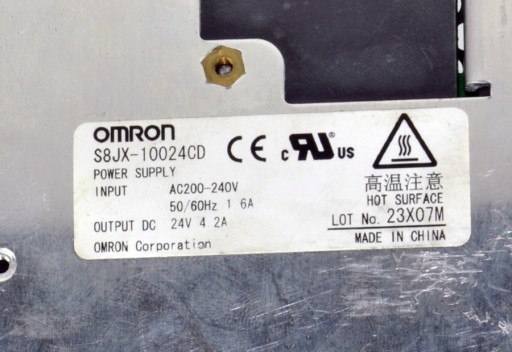 OMRON
S8JX-10024CD
POWER SUPPLY
INPUT AC200-240V
50/60Hz 1 6A
OUTPUT DC 24V 4.2A
OMRON Corporation
CE
c RU US
高温注意
HOT SURFACE
LOT No. 23X07M
MADE IN CHINA